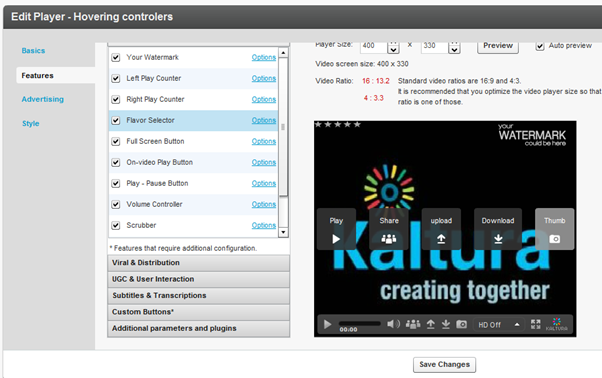 Edit Player - Hovering controlers
Basics
Features
Advertising
Style
Your Watermark Options
Left Play Counter Options
Right Play Counter Options
Flavor Selector Options
Full Screen Button Options
On-video Play Button Options
Play - Pause Button Options
Volume Controller Options
Scrubber Options
* Features that require additional configuration.
Viral & Distribution
UGC & User Interaction
Subtitles & Transcriptions
Custom Buttons*
Additional parameters and plugins
Player Size: 400 x 330 Preview Auto preview
Video screen size: 400 x 330
Video Ratio: 16 : 13.2 Standard video ratios are 16:9 and 4:3.
It is recommended that you optimize the video player size so that
4 : 3.3 ratio is one of those.
your
WATERMARK
could be here
Play Share upload Download Thumb
Kaltura
creating together
00:00 HD Off KALTURA
Save Changes